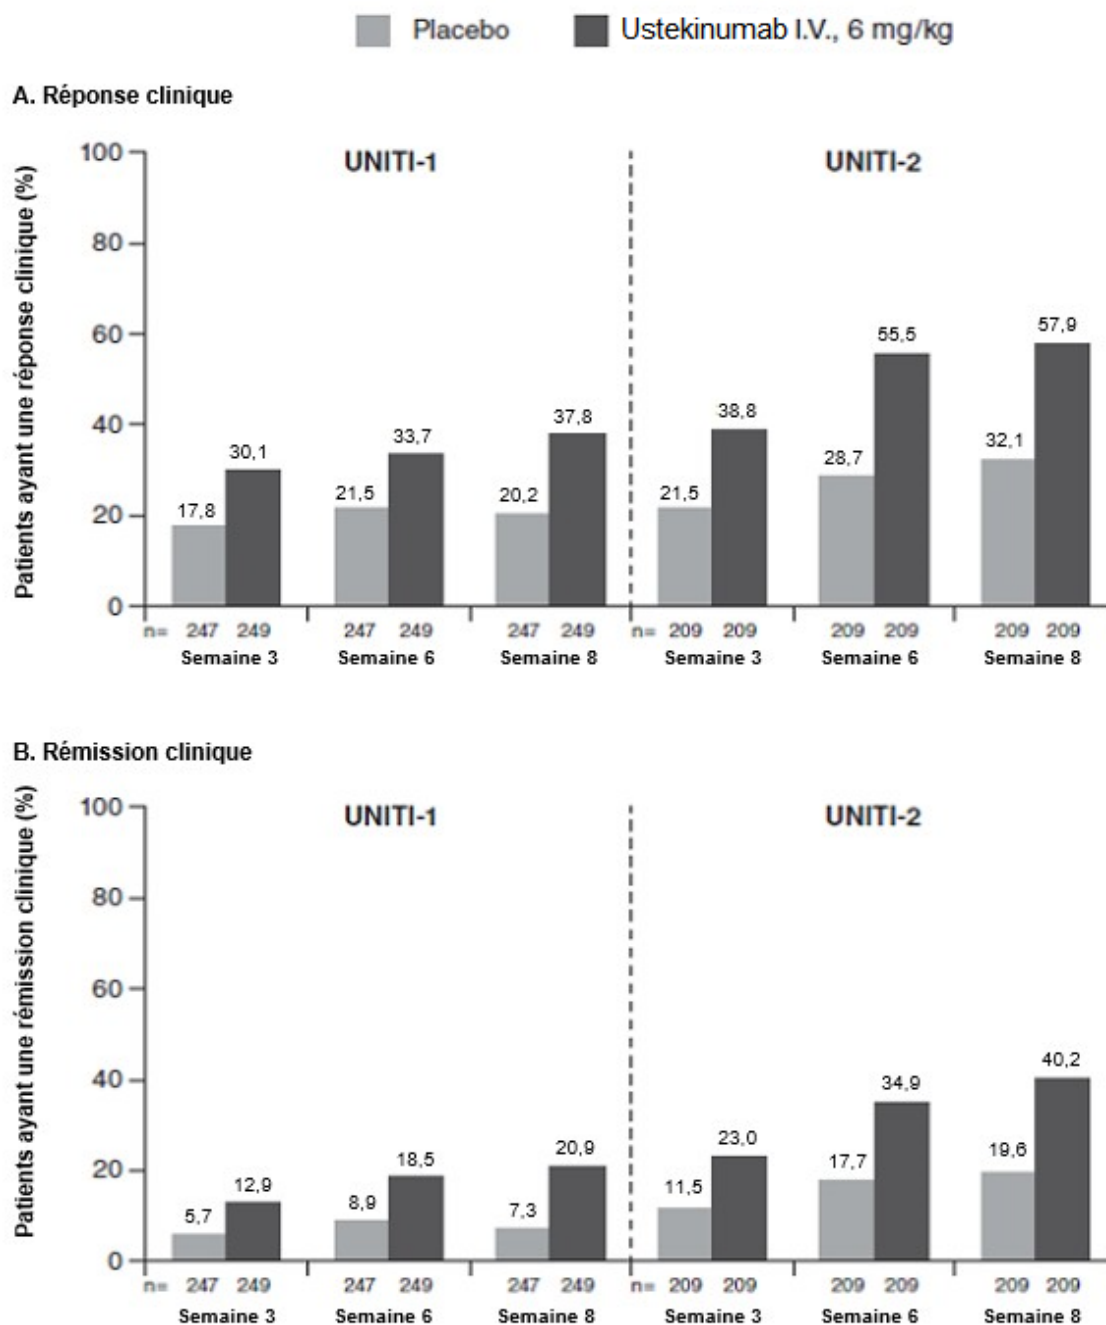 Placebo Ustekinumab I.V., 6 mg/kg
A. Réponse clinique
Patients ayant une réponse clinique (%)
UNITI-1 UNITI-2
100
80
60
40
20
0
17,8 30,1 21,5 33,7 20,2 37,8 21,5 38,8 28,7 55,5 32,1 57,9
n= 247 249 247 249 247 249 n= 209 209 209 209 209 209
Semaine 3 Semaine 6 Semaine 8 Semaine 3 Semaine 6 Semaine 8
B. Rémission clinique
Patients ayant une rémission clinique (%)
UNITI-1 UNITI-2
100
80
60
40
20
0
5,7 12,9 8,9 18,5 7,3 20,9 11,5 23,0 17,7 34,9 19,6 40,2
n= 247 249 247 249 247 249 n= 209 209 209 209 209 209
Semaine 3 Semaine 6 Semaine 8 Semaine 3 Semaine 6 Semaine 8